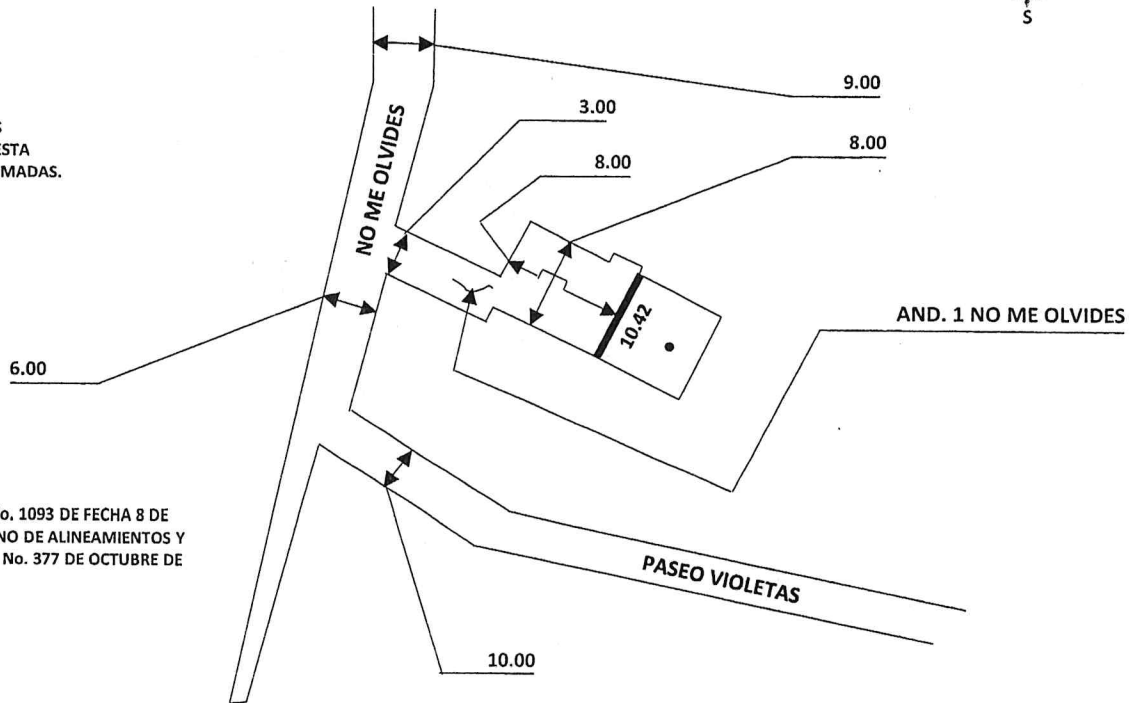 S
9.00
3.00
8.00
8.00
ESTA
MADAS.
NO ME OLVIDES
10.42
AND. 1 NO ME OLVIDES
6.00
o. 1093 DE FECHA 8 DE
NO DE ALINEAMIENTOS Y
No. 377 DE OCTUBRE DE
PASEO VIOLETAS
10.00